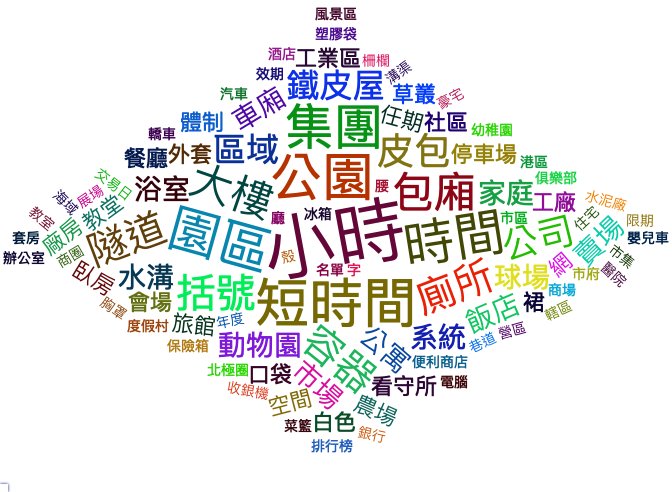 風景區
塑膠袋
酒店
工業區
柵欄
效期
鐵皮屋
溝渠
汽車
車廂
草叢
豪宅
轎車
體制
集團
任期
社區
幼稚園
餐廳
外套
區域
皮包
停車場
港區
交易日
浴室
大樓
公園
腰
包廂
家庭
俱樂部
海域
展場
教堂
廳
冰箱
小時
市區
工廠
水泥廠
教室
廠房
隧道
園區
時間
公司
住宅
賣場
限期
套房
商圈
殼
名單
字
網
市集
嬰兒車
辦公室
臥房
水溝
括號
短時間
廁所
球場
市府
醫院
胸罩
會場
飯店
裙
商場
轄區
度假村
旅館
年度
動物園
容器
公寓
系統
巷道
營區
保險箱
便利商店
北極圈
口袋
市場
看守所
電腦
收銀機
空間
農場
菜籃
白色
銀行
排行榜